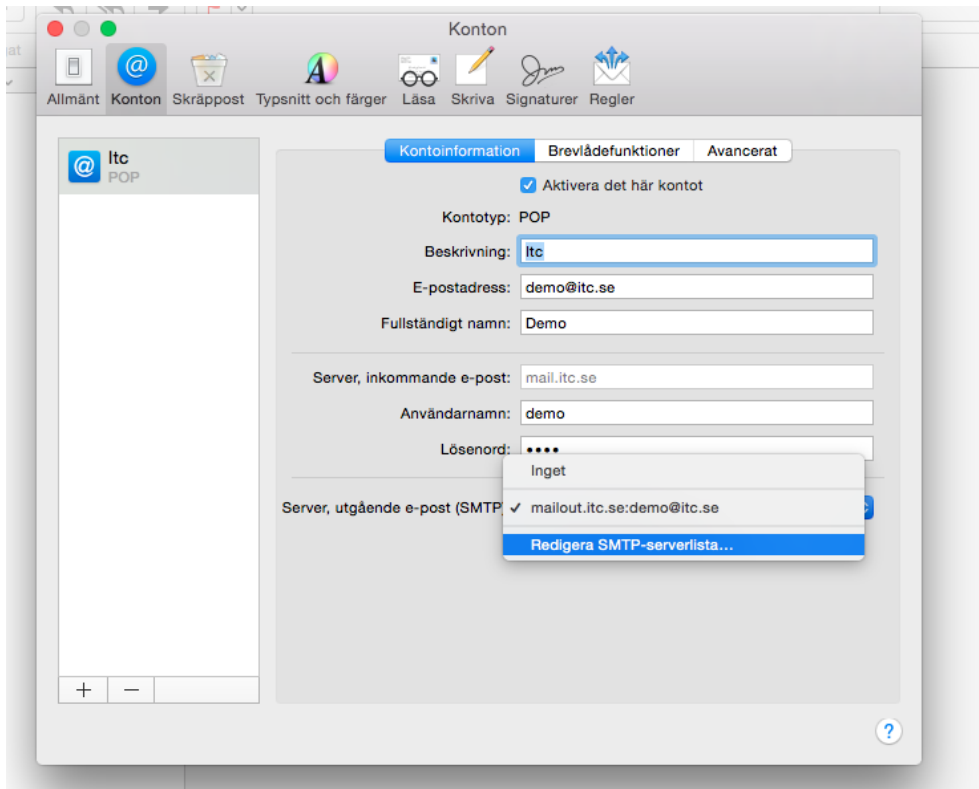 Konton
Allmänt Konton Skräppost Typsnitt och färger Läsa Skriva Signaturer Regler
Itc
POP
Kontoinformation Brevlådefunktioner Avancerat
Aktivera det här kontot
Kontotyp: POP
Beskrivning: Itc
E-postadress: demo@itc.se
Fullständigt namn: Demo
Server, inkommande e-post: mail.itc.se
Användarnamn: demo
Lösenord: ••••
Inget
Server, utgående e-post (SMTP) ✓ mailout.itc.se:demo@itc.se
Redigera SMTP-serverlista...
+ −
?